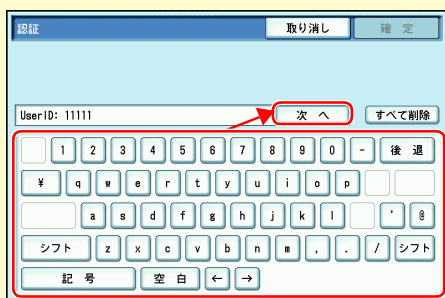 認証 取り消し 確 定
UserID: 11111 次 へ すべて削除
1 2 3 4 5 6 7 8 9 0 - 後 退
¥ q w e r t y u i o p
a s d f g h j k l ' @
シフト z x c v b n m , . / シフト
記 号 空 白 ← →